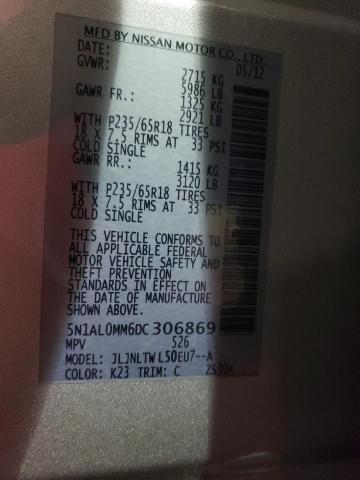 MFD BY NISSAN MOTOR CO., LTD.
DATE: 05/12
GVWR: 2715 KG
5986 LB
GAWR FR.: 1325 KG
2921 LB
WITH P235/65R18 TIRES
18 X 7.5 RIMS AT 33 PSI
COLD SINGLE
GAWR RR.: 1415 KG
3120 LB
WITH P235/65R18 TIRES
18 X 7.5 RIMS AT 33 PSI
COLD SINGLE
THIS VEHICLE CONFORMS TO
ALL APPLICABLE FEDERAL
MOTOR VEHICLE SAFETY AND
THEFT PREVENTION
STANDARDS IN EFFECT ON
THE DATE OF MANUFACTURE
SHOWN ABOVE.
5N1AL0MM6DC306869
MPV 526
MODEL: JLJNLTWL50EU7--A
COLOR: K23 TRIM: C ZS30A